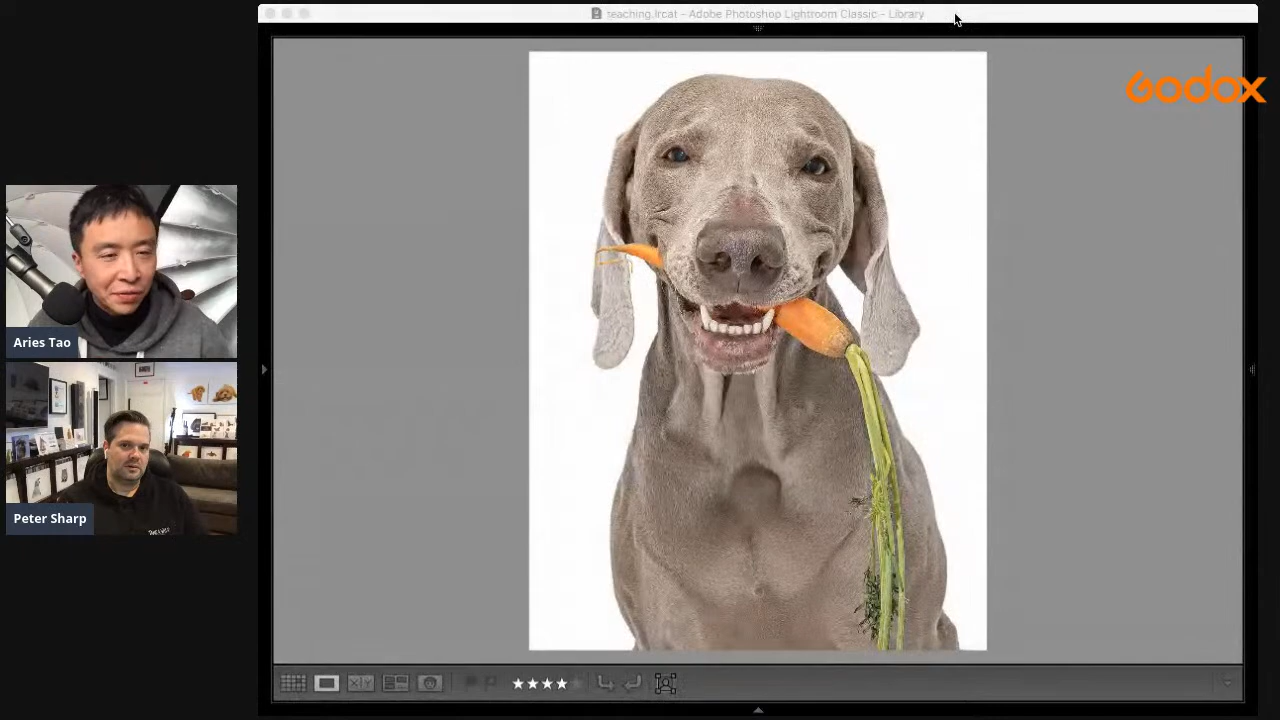 teaching.lrcat - Adobe Photoshop Lightroom Classic - Library
Godox
Aries Tao
Peter Sharp
X|Y